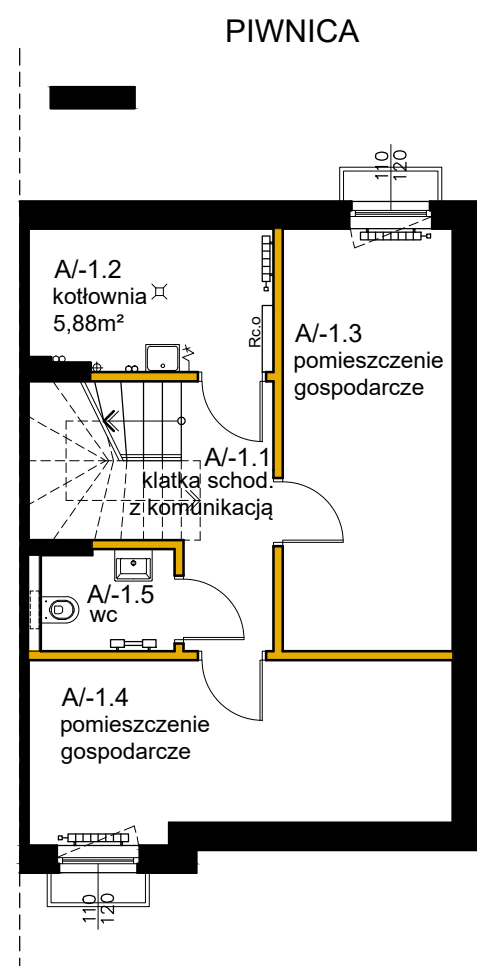 PIWNICA
110
120
A/-1.2
kotłownia
5,88m²
Rc.o
A/-1.3
pomieszczenie
gospodarcze
A/-1.1
klatka schod.
z komunikacją
A/-1.5
wc
A/-1.4
pomieszczenie
gospodarcze
110
120